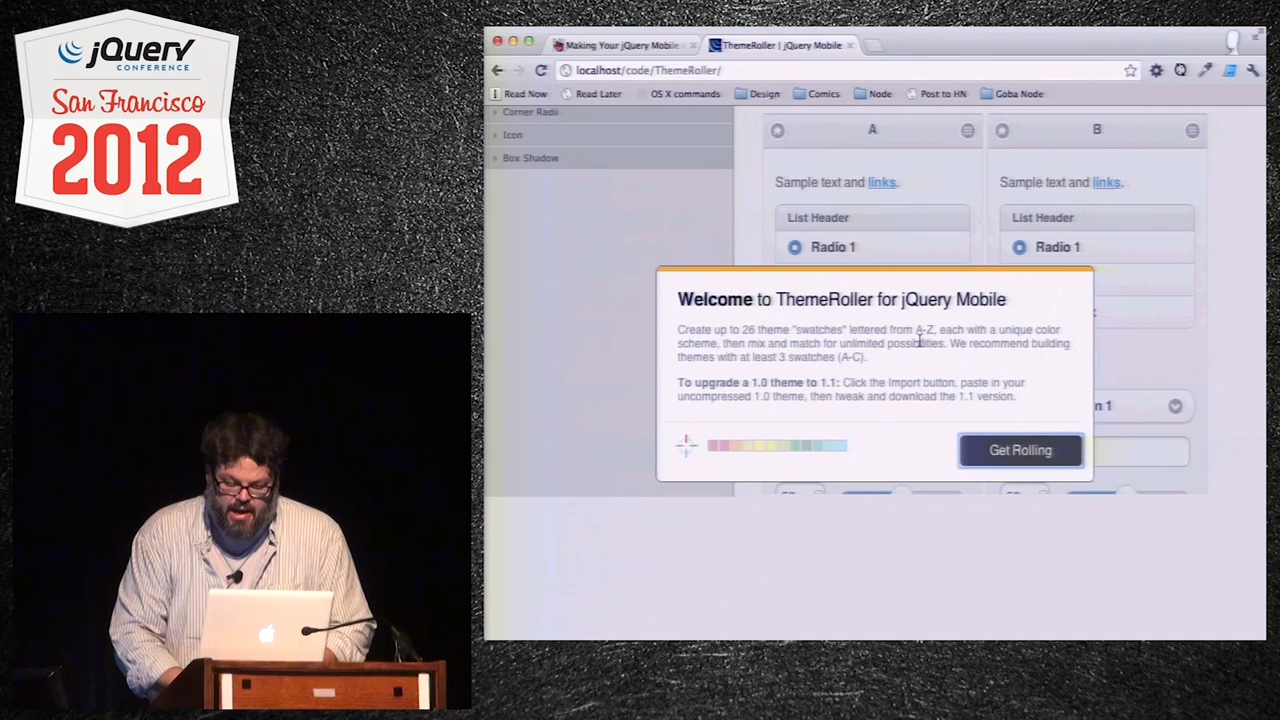 jQuery
CONFERENCE
San Francisco
2012
Making Your jQuery Mobile
ThemeRoller | jQuery Mobile
localhost/code/ThemeRoller/
Read Now
Read Later
OS X commands
Design
Comics
Node
Post to HN
Goba Node
Corner Radii
Icon
Box Shadow
A
B
Sample text and links.
Sample text and links.
List Header
List Header
Radio 1
Radio 1
Welcome to ThemeRoller for jQuery Mobile
Create up to 26 theme "swatches" lettered from A-Z, each with a unique color
scheme, then mix and match for unlimited possibilities. We recommend building
themes with at least 3 swatches (A-C).
To upgrade a 1.0 theme to 1.1: Click the Import button, paste in your
uncompressed 1.0 theme, then tweak and download the 1.1 version.
n 1
Get Rolling